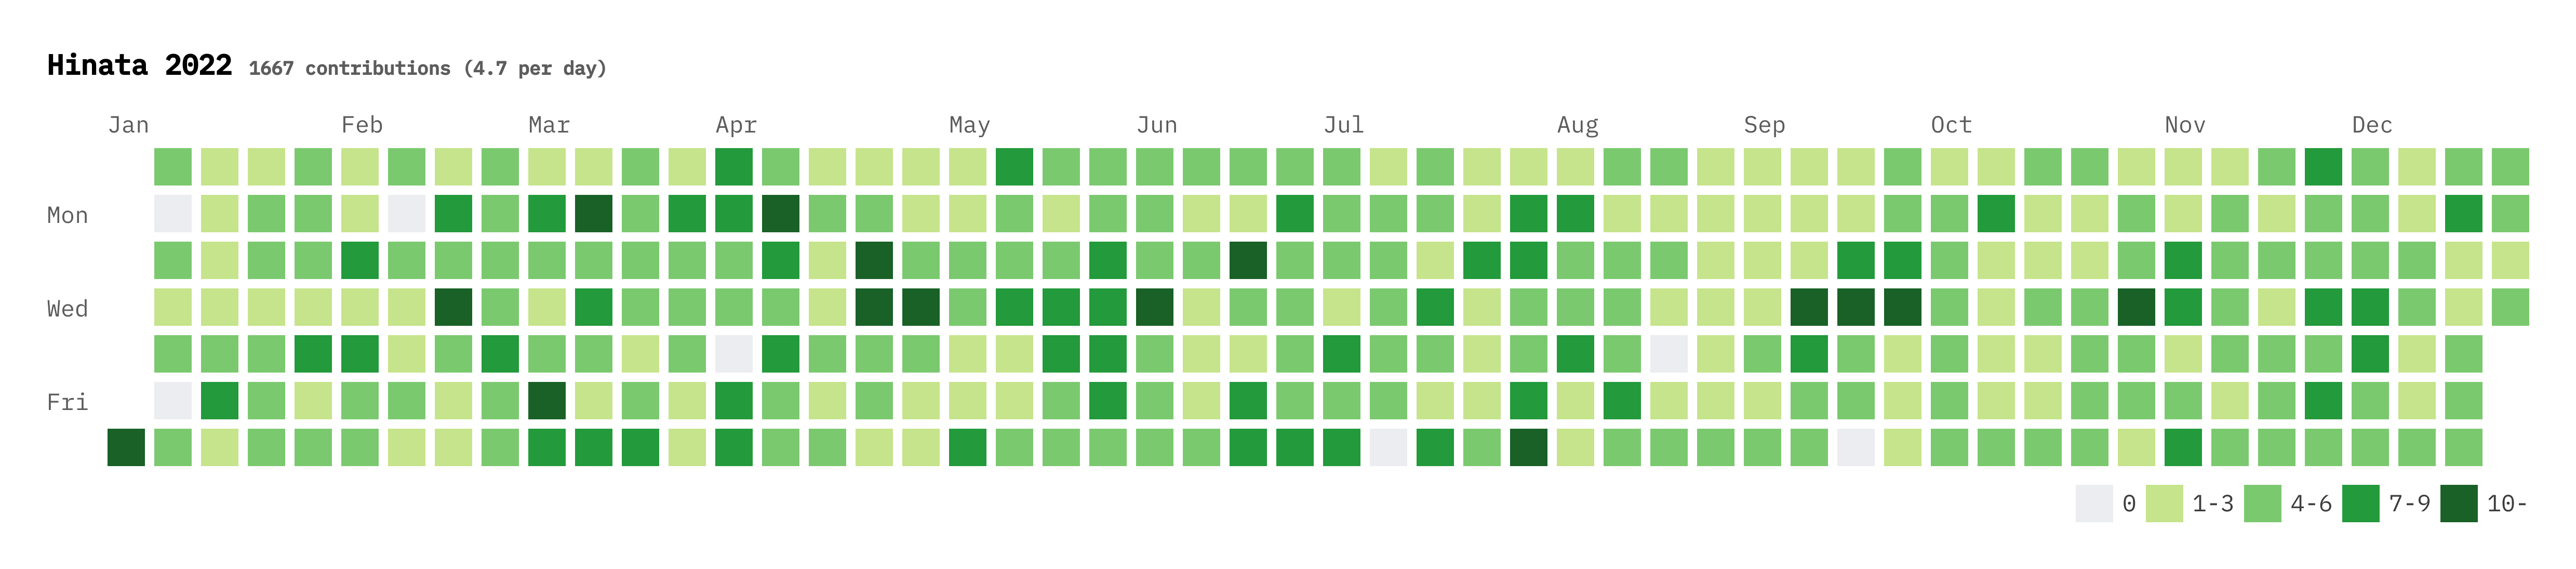 Hinata 2022 1667 contributions (4.7 per day)
Jan Feb Mar Apr May Jun Jul Aug Sep Oct Nov Dec
Mon
Wed
Fri
0 1-3 4-6 7-9 10-